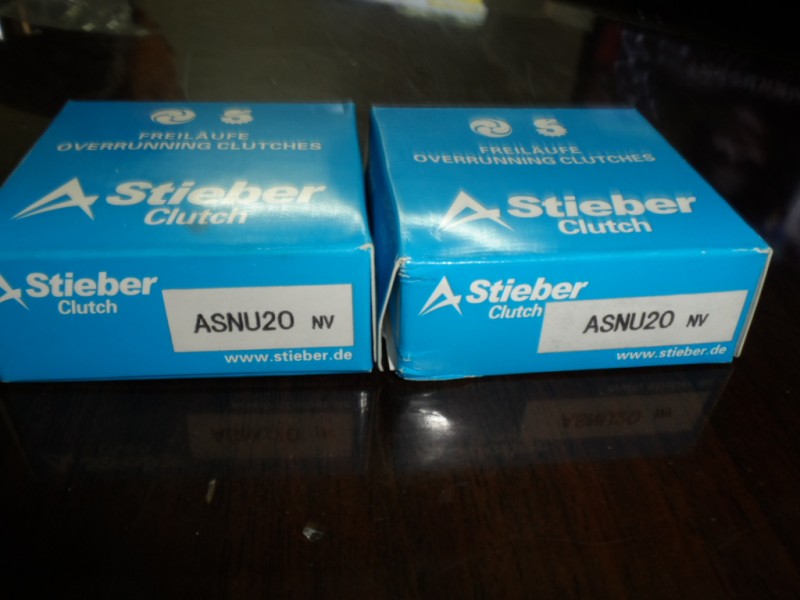 FREILÄUFE
OVERRUNNING CLUTCHES
Stieber
Clutch
Stieber
Clutch
ASNU20 NV
www.stieber.de
FREILÄUFE
OVERRUNNING CLUTCHES
Stieber
Clutch
Stieber
Clutch
ASNU20 NV
www.stieber.de